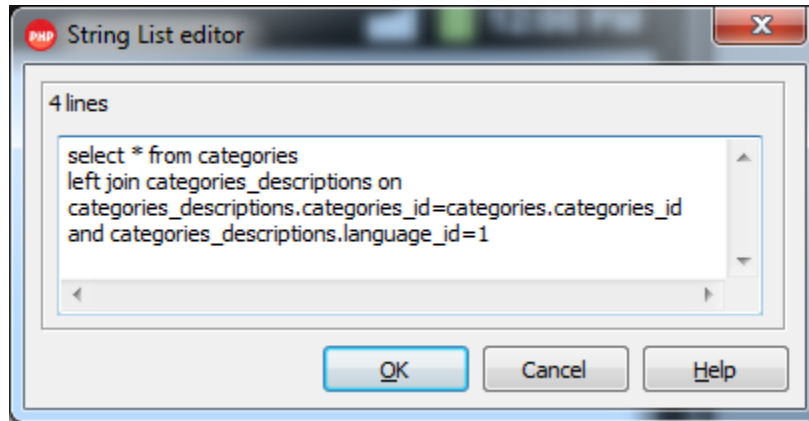 PHP String List editor
4 lines
select * from categories
left join categories_descriptions on
categories_descriptions.categories_id=categories.categories_id
and categories_descriptions.language_id=1
OK Cancel Help